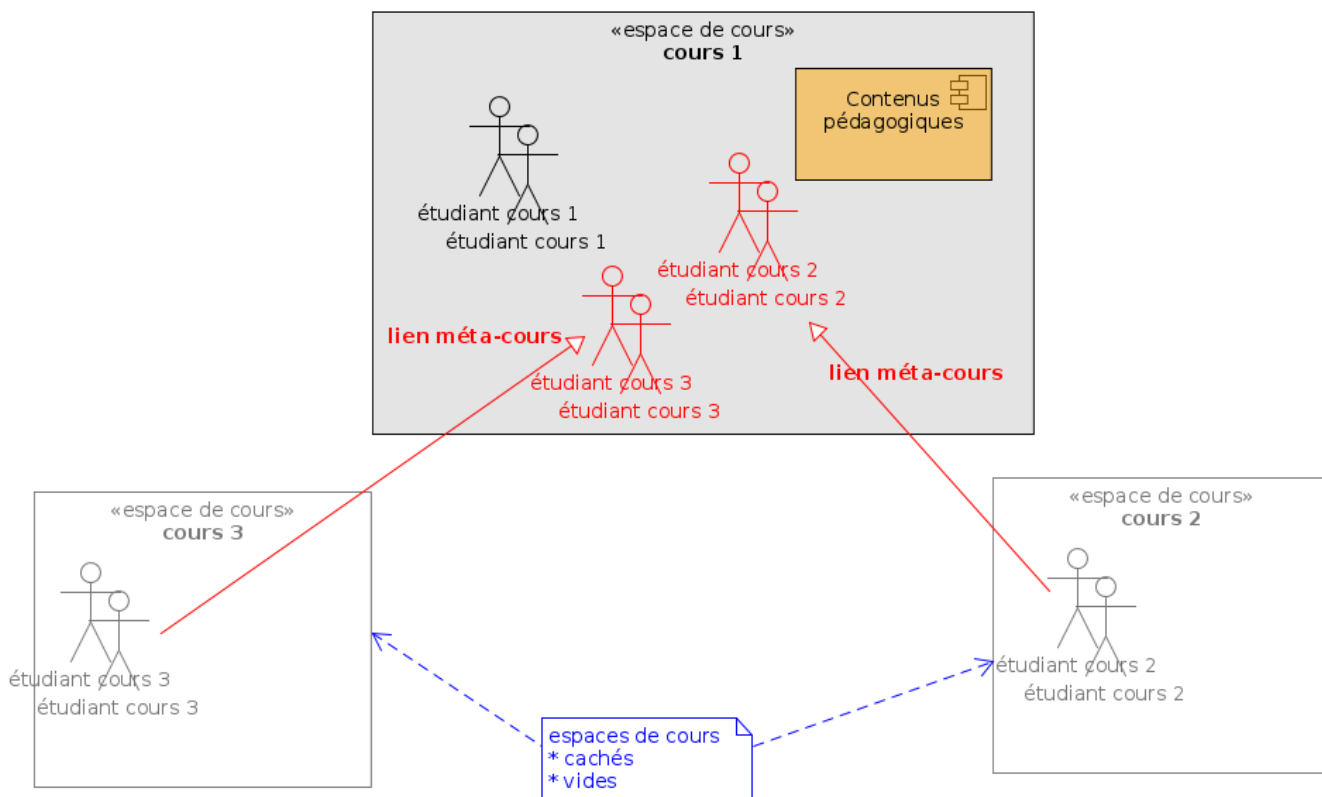 «espace de cours»
cours 1
Contenus
pédagogiques
étudiant cours 1
étudiant cours 1
étudiant cours 2
étudiant cours 2
lien méta-cours
lien méta-cours
étudiant cours 3
étudiant cours 3
«espace de cours»
cours 3
étudiant cours 3
étudiant cours 3
«espace de cours»
cours 2
étudiant cours 2
étudiant cours 2
espaces de cours
* cachés
* vides